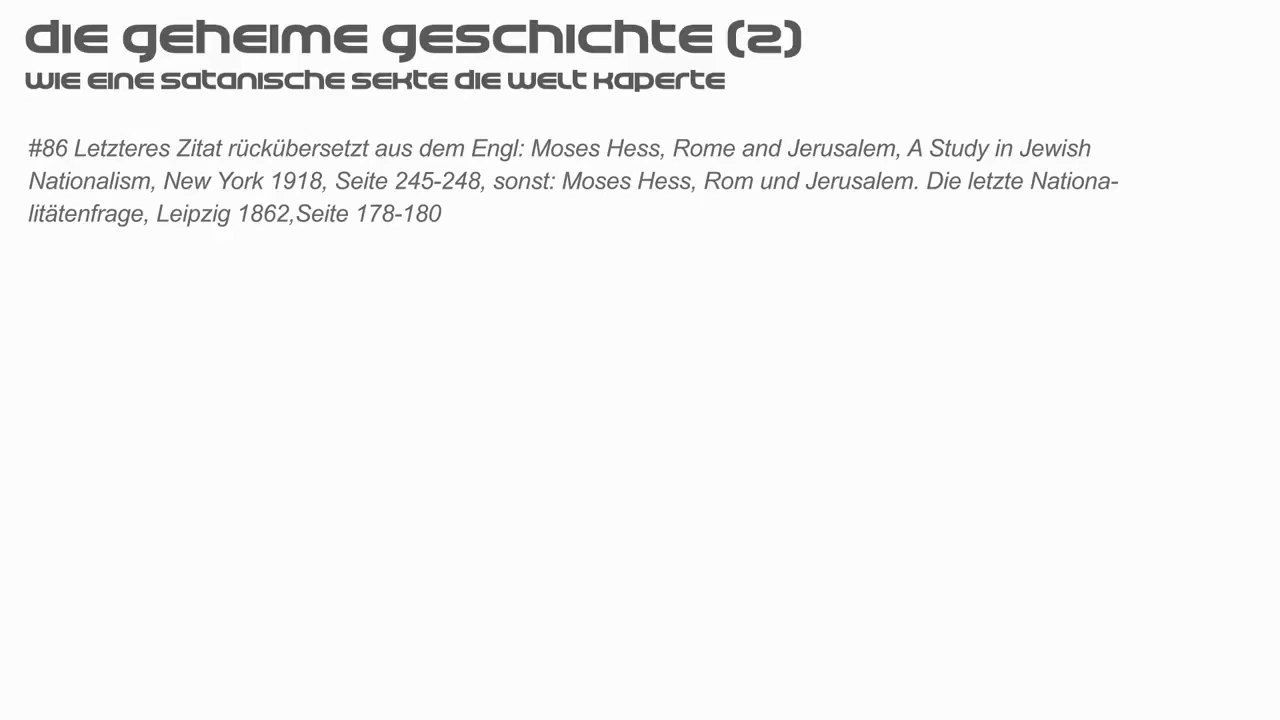 die geheime geschichte (2)
wie eine satanische sekte die welt kaperte
#86 Letzteres Zitat rückübersetzt aus dem Engl: Moses Hess, Rome and Jerusalem, A Study in Jewish
Nationalism, New York 1918, Seite 245-248, sonst: Moses Hess, Rom und Jerusalem. Die letzte Nationa-
litätenfrage, Leipzig 1862,Seite 178-180